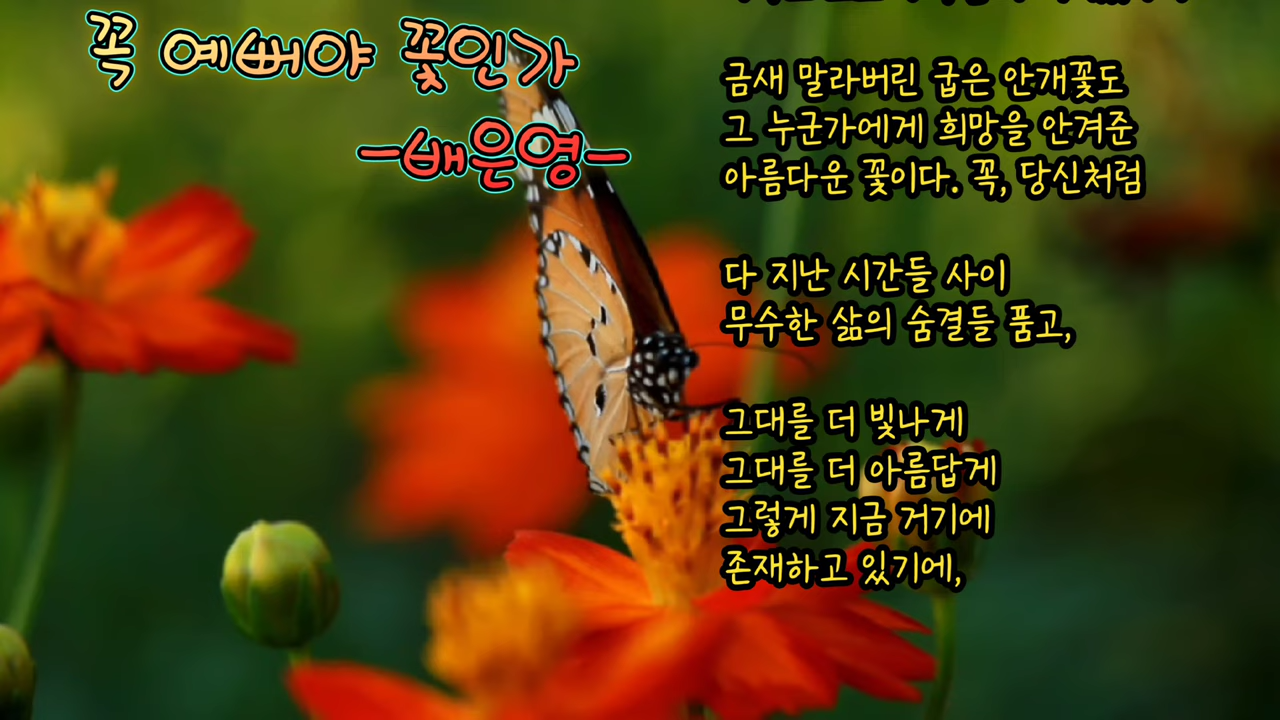 꼭 예뻐야 꽃인가
-배은영-
금새 말라버린 굽은 안개꽃도
그 누군가에게 희망을 안겨준
아름다운 꽃이다. 꼭, 당신처럼
다 지난 시간들 사이
무수한 삶의 숨결들 품고,
그대를 더 빛나게
그대를 더 아름답게
그렇게 지금 거기에
존재하고 있기에,